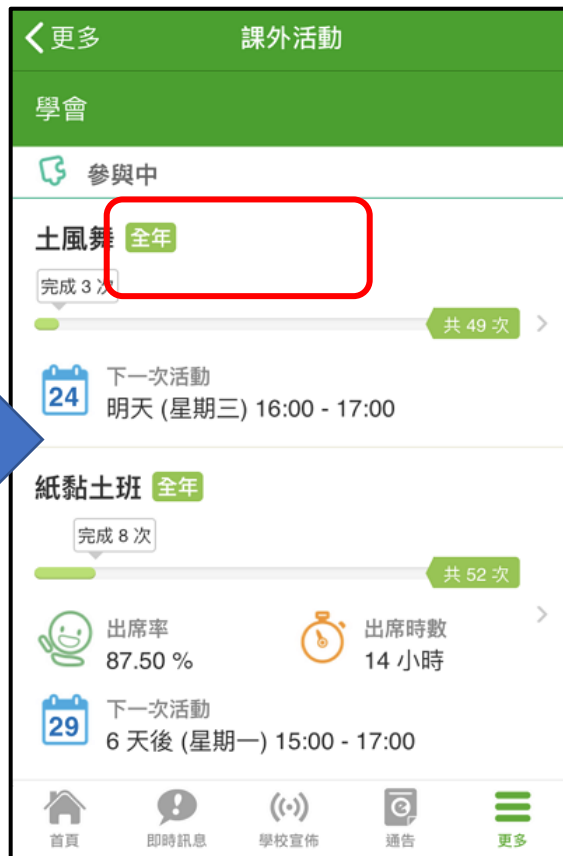 更多 課外活動
學會
參與中
土風舞 全年
完成 3 次
共 49 次
24 下一次活動
明天 (星期三) 16:00 - 17:00
紙黏土班 全年
完成 8 次
共 52 次
出席率 出席時數
87.50 % 14 小時
29 下一次活動
6 天後 (星期一) 15:00 - 17:00
首頁 即時訊息 學校宣佈 通告 更多